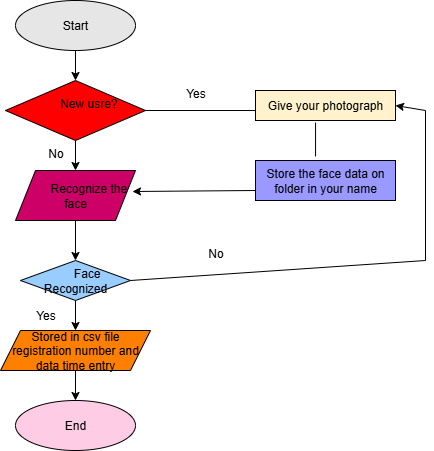 Start
New usre?
Yes
Give your photograph
No
Recognize the
face
Store the face data on
folder in your name
No
Face
Recognized
Yes
Stored in csv file
registration number and
data time entry
End